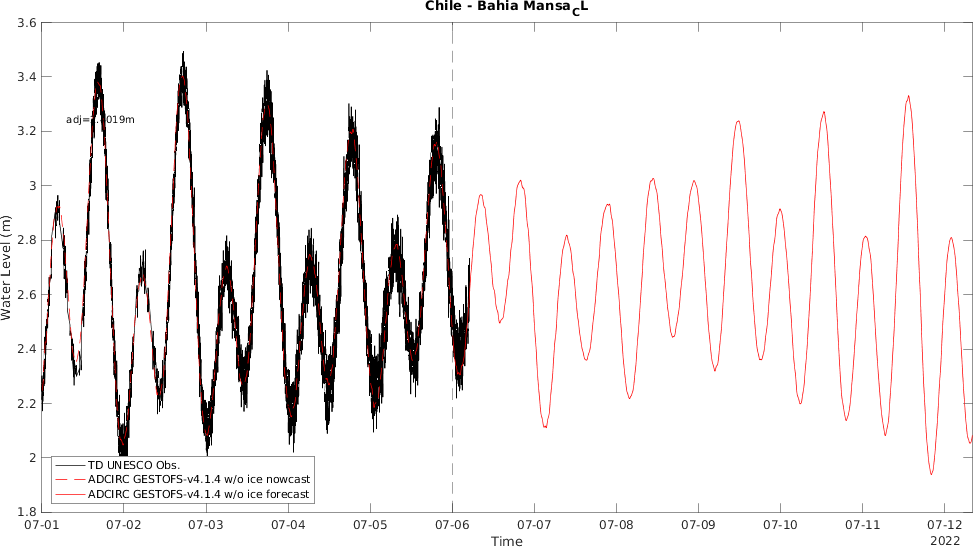 Chile - Bahia MansaCL
Water Level (m)
3.6
3.4
3.2
3
2.8
2.6
2.4
2.2
2
1.8
TD UNESCO Obs.
ADCIRC GESTOFS-v4.1.4 w/o ice nowcast
ADCIRC GESTOFS-v4.1.4 w/o ice forecast
07-01 07-02 07-03 07-04 07-05 07-06 07-07 07-08 07-09 07-10 07-11 07-12
Time
2022